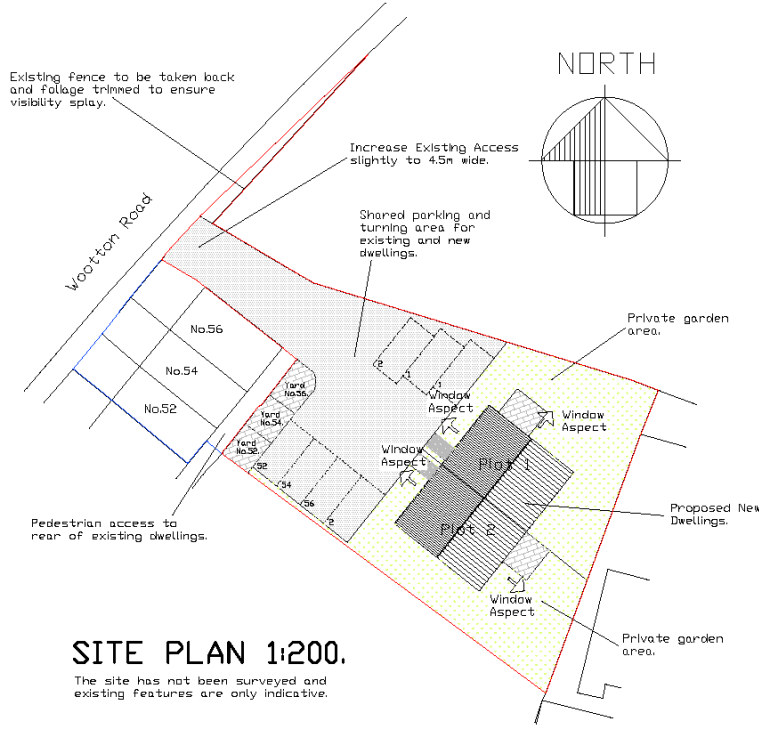 NORTH
Existing fence to be taken back
and foliage trimmed to ensure
visibility splay.
Increase Existing Access
slightly to 4.5m wide.
Wootton Road
Shared parking and
turning area for
existing and new
dwellings.
Private garden
area.
No.56
No.54
No.52
2
1
1
Yard
No.56.
Yard
No.54.
Yard
No.52.
Window
Aspect
Window
Aspect
Window
Aspect
Plot 1
52
54
56
2
Plot 2
Proposed New
Dwellings.
Pedestrian access to
rear of existing dwellings.
Window
Aspect
Private garden
area.
SITE PLAN 1:200.
The site has not been surveyed and
existing features are only indicative.